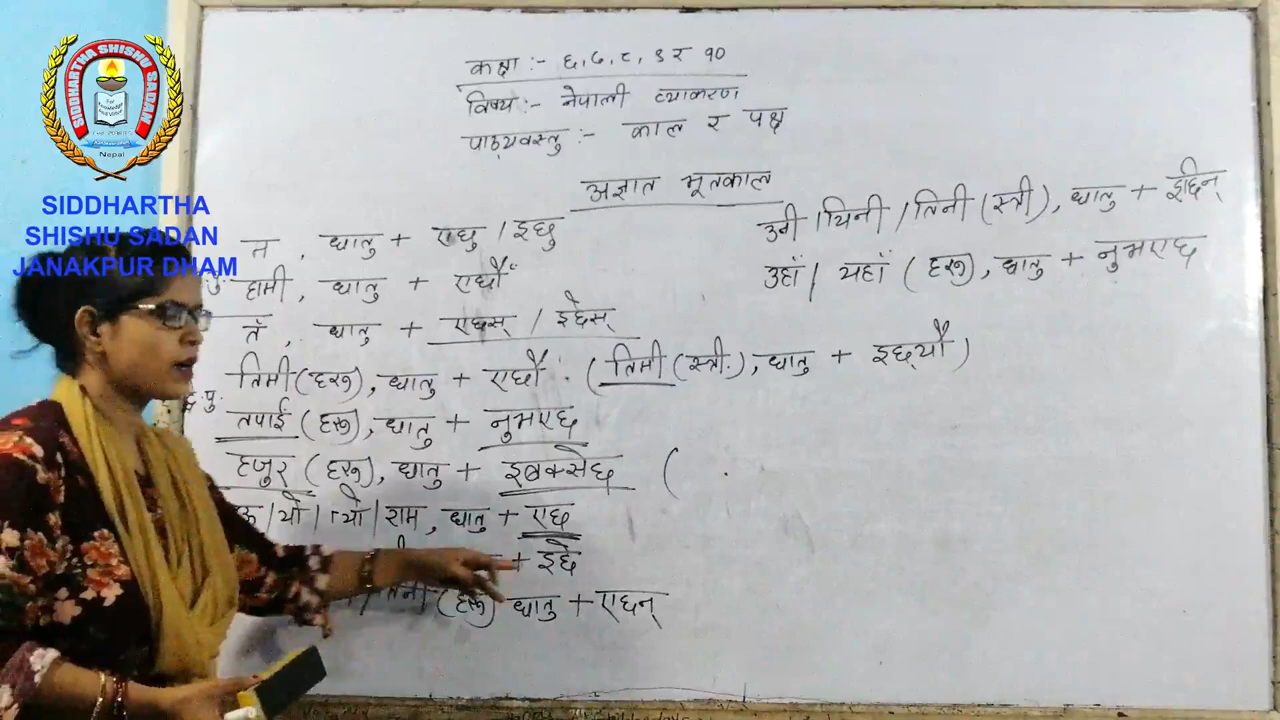 SIDDHARTHA SHISHU SADAN
Nepal
SIDDHARTHA
SHISHU SADAN
JANAKPUR DHAM
कक्षा :- ६, ७, ८, ९ र १०
विषय :- नेपाली व्याकरण
पाठ्यवस्तु :- काल र पक्ष
अज्ञात भूतकाल
म , धातु + एछु / इछु
हामी, धातु + एछौँ
तँ , धातु + एछस् / इछेस्
तिमी (हरू), धातु + एछौ (तिमी (स्त्री.), धातु + इछ्यौ)
तपाईं (हरू), धातु + नुभएछ
हजुर (हरू), धातु + इबक्सेछ (
ऊ / यो / त्यो / राम, धातु + एछ
+ इछे
(हरू) धातु + एछन्
उनी / यिनी / तिनी (स्त्री), धातु + इछिन्
उहाँ / यहाँ (हरू), धातु + नुभएछ